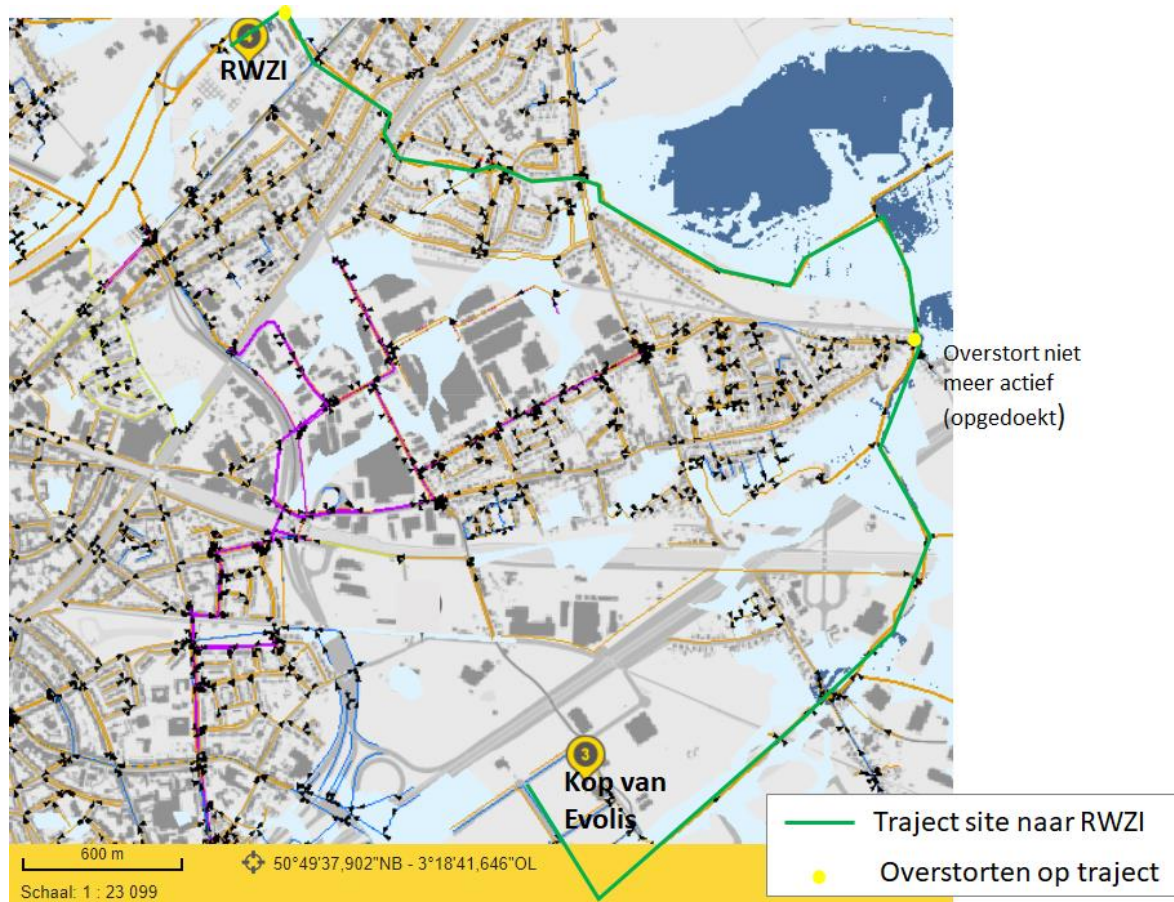 RWZI
Overstort niet
meer actief
(opgedoekt)
3
Kop van
Evolis
600 m
50°49'37,902"NB - 3°18'41,646"OL
Schaal: 1 : 23 099
Traject site naar RWZI
Overstorten op traject